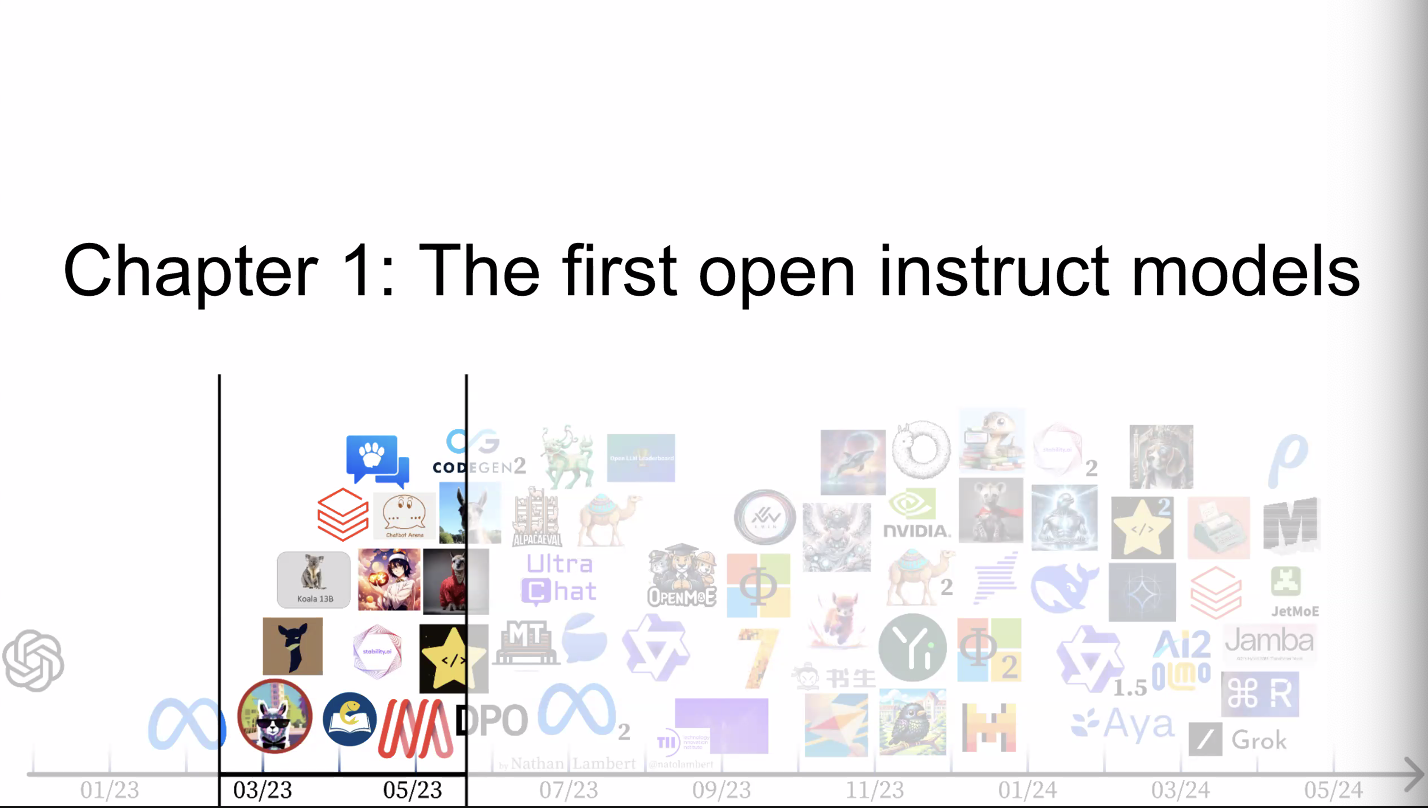 Chapter 1: The first open instruct models
CODEGEN2
Open LLM Leaderboard
2
Chatbot Arena
ALPACAEVAL
NVIDIA.
2
Koala 13B
Ultra
Chat
OPENMOE
Φ
2
JetMoE
stability.ai
</>
MT
7
书生
Yi
Φ2
1.5
Ai2
OLMO
Jamba
DPO
2
TII
M
Aya
R
Grok
by Nathan Lambert
@natolambert
01/23
03/23
05/23
07/23
09/23
11/23
01/24
03/24
05/24